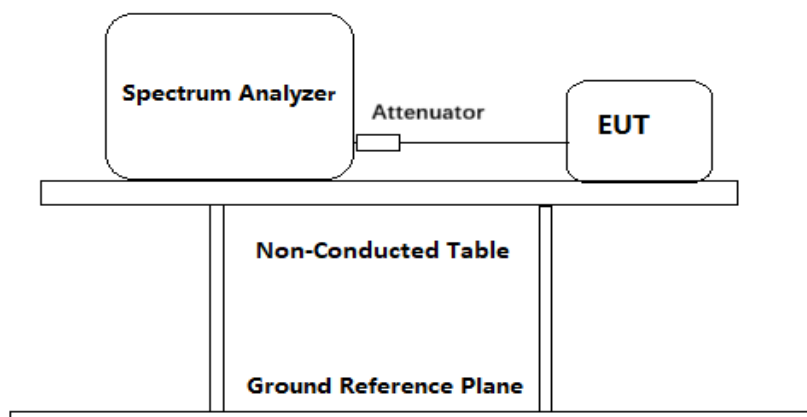 Spectrum Analyzer
Attenuator
EUT
Non-Conducted Table
Ground Reference Plane